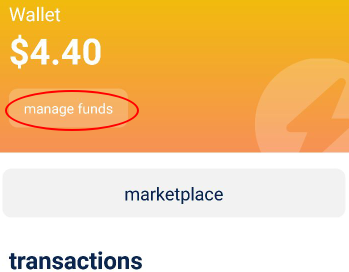 Wallet
$4.40
manage funds
marketplace
transactions